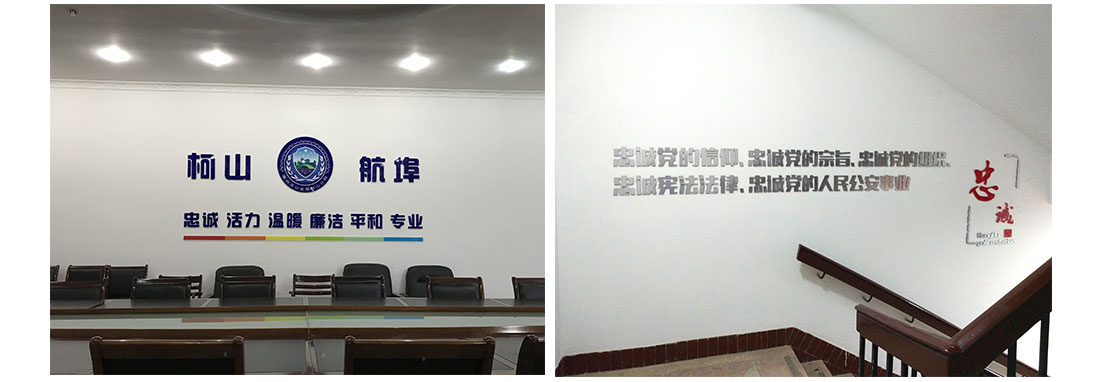 柯山 航埠
忠诚 活力 温暖 廉洁 平和 专业
忠诚党的信仰、忠诚党的宗旨、忠诚党的组织、
忠诚宪法法律、忠诚党的人民公安事业
忠
诚